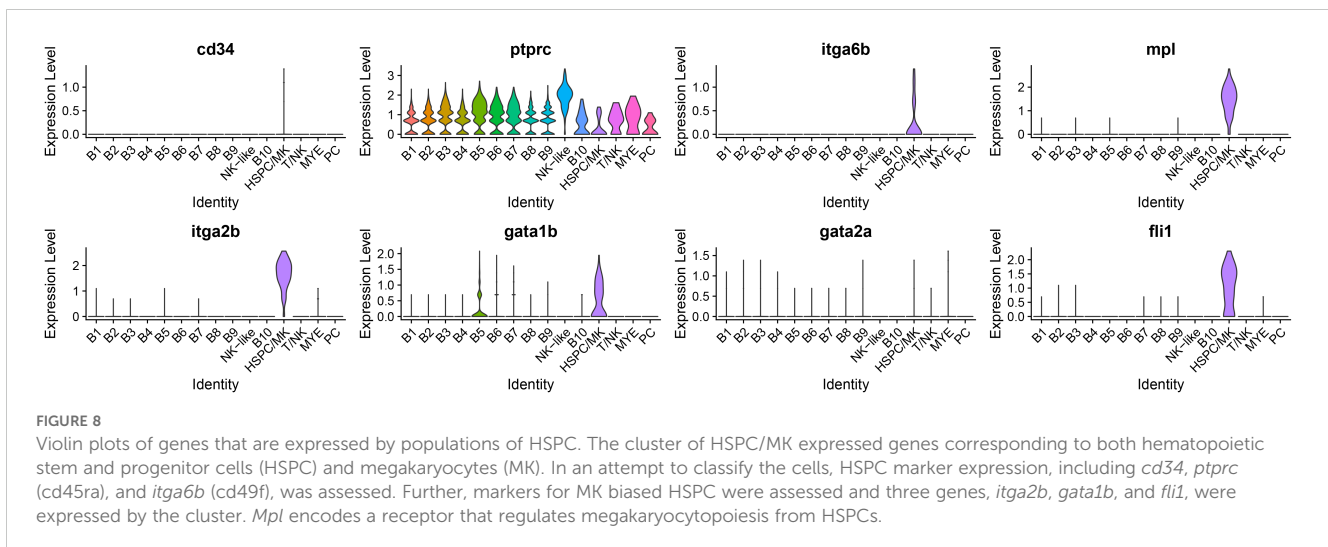 cd34
ptprc
itga6b
mpl
Expression Level
1.0
0.5
0.0
B1 B2 B3 B4 B5 B6 B7 B8 B9 NK−like B10 HSPC/MK T/NK MYE PC
Identity
Expression Level
3
2
1
0
B1 B2 B3 B4 B5 B6 B7 B8 B9 NK−like B10 HSPC/MK T/NK MYE PC
Identity
Expression Level
1.0
0.5
0.0
B1 B2 B3 B4 B5 B6 B7 B8 B9 NK−like B10 HSPC/MK T/NK MYE PC
Identity
Expression Level
2
1
0
B1 B2 B3 B4 B5 B6 B7 B8 B9 NK−like B10 HSPC/MK T/NK MYE PC
Identity
itga2b
gata1b
gata2a
fli1
Expression Level
2
1
0
B1 B2 B3 B4 B5 B6 B7 B8 B9 NK−like B10 HSPC/MK T/NK MYE PC
Identity
Expression Level
2.0
1.5
1.0
0.5
0.0
B1 B2 B3 B4 B5 B6 B7 B8 B9 NK−like B10 HSPC/MK T/NK MYE PC
Identity
Expression Level
1.5
1.0
0.5
0.0
B1 B2 B3 B4 B5 B6 B7 B8 B9 NK−like B10 HSPC/MK T/NK MYE PC
Identity
Expression Level
2.0
1.5
1.0
0.5
0.0
B1 B2 B3 B4 B5 B6 B7 B8 B9 NK−like B10 HSPC/MK T/NK MYE PC
Identity
FIGURE 8
Violin plots of genes that are expressed by populations of HSPC. The cluster of HSPC/MK expressed genes corresponding to both hematopoietic
stem and progenitor cells (HSPC) and megakaryocytes (MK). In an attempt to classify the cells, HSPC marker expression, including cd34, ptprc
(cd45ra), and itga6b (cd49f), was assessed. Further, markers for MK biased HSPC were assessed and three genes, itga2b, gata1b, and fli1, were
expressed by the cluster. Mpl encodes a receptor that regulates megakaryocytopoiesis from HSPCs.